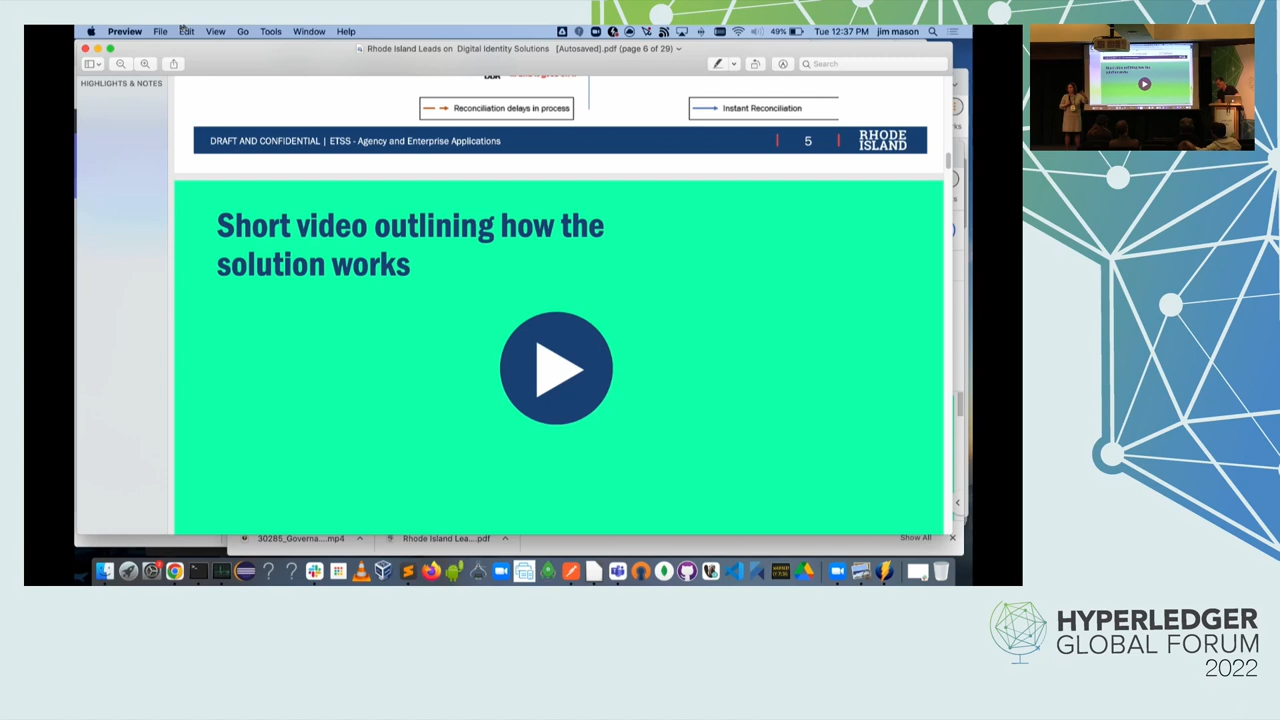 Preview File Edit View Go Tools Window Help
49% Tue 12:37 PM jim mason
Rhode Island Leads on Digital Identity Solutions [Autosaved].pdf (page 6 of 29)
Search
HIGHLIGHTS & NOTES
Reconciliation delays in process
Instant Reconciliation
DRAFT AND CONFIDENTIAL | ETSS - Agency and Enterprise Applications
5
RHODE
ISLAND
Short video outlining how the
solution works
30285_Governa....mp4
Rhode Island Lea....pdf
Show All
HYPERLEDGER
GLOBAL FORUM
2022